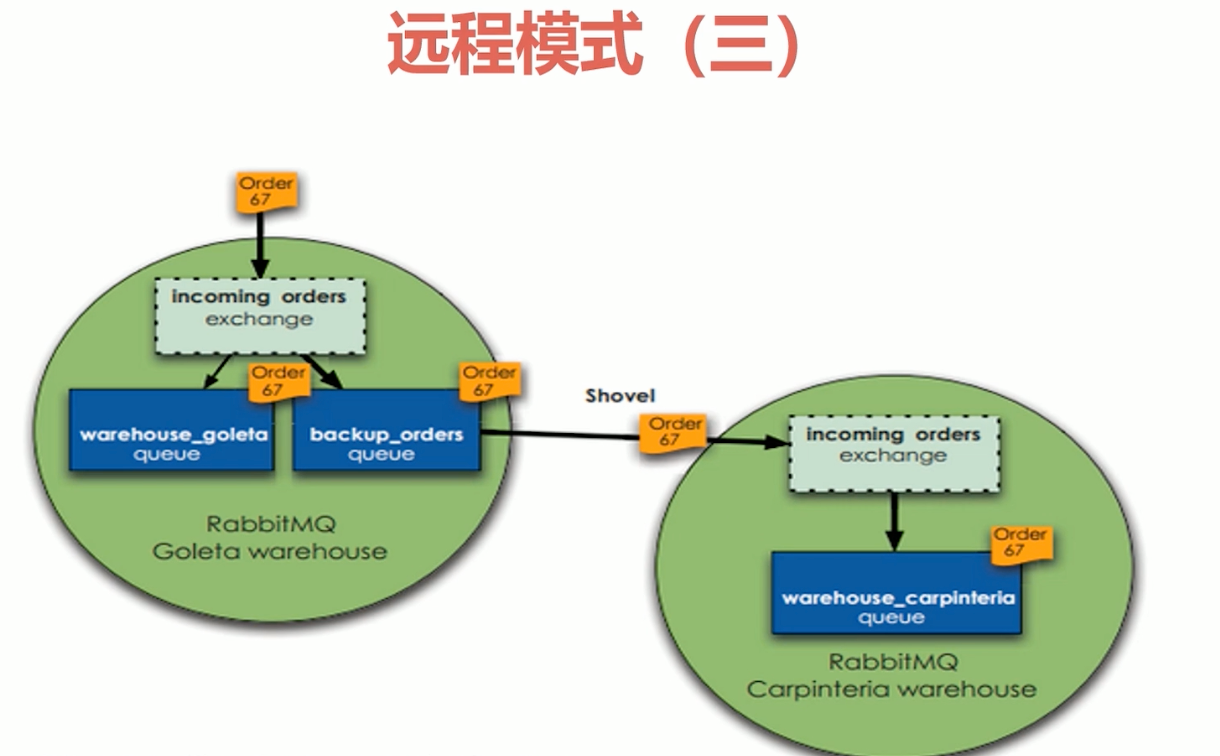 远程模式（三）
Order
67
incoming orders
exchange
Order
67
Order
67
warehouse_goleta
queue
backup_orders
queue
RabbitMQ
Goleta warehouse
Shovel
Order
67
incoming orders
exchange
Order
67
warehouse_carpinteria
queue
RabbitMQ
Carpinteria warehouse